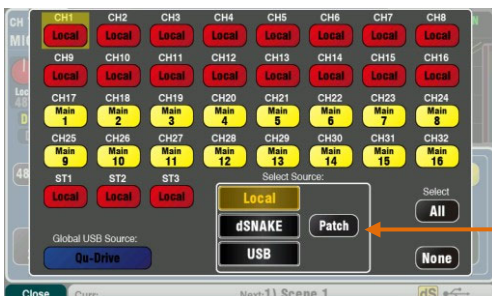 CH1 CH2 CH3 CH4 CH5 CH6 CH7 CH8
Local Local Local Local Local Local Local Local
CH9 CH10 CH11 CH12 CH13 CH14 CH15 CH16
Local Local Local Local Local Local Local Local
CH17 CH18 CH19 CH20 CH21 CH22 CH23 CH24
Main Main Main Main Main Main Main Main
1 2 3 4 5 6 7 8
CH25 CH26 CH27 CH28 CH29 CH30 CH31 CH32
Main Main Main Main Main Main Main Main
9 10 11 12 13 14 15 16
ST1 ST2 ST3
Local Local Local
Select Source:
Local
dSNAKE
USB
Patch
Select
All
None
Global USB Source:
Qu-Drive
48
Close
Curr:
Next:1) Scene 1
dS